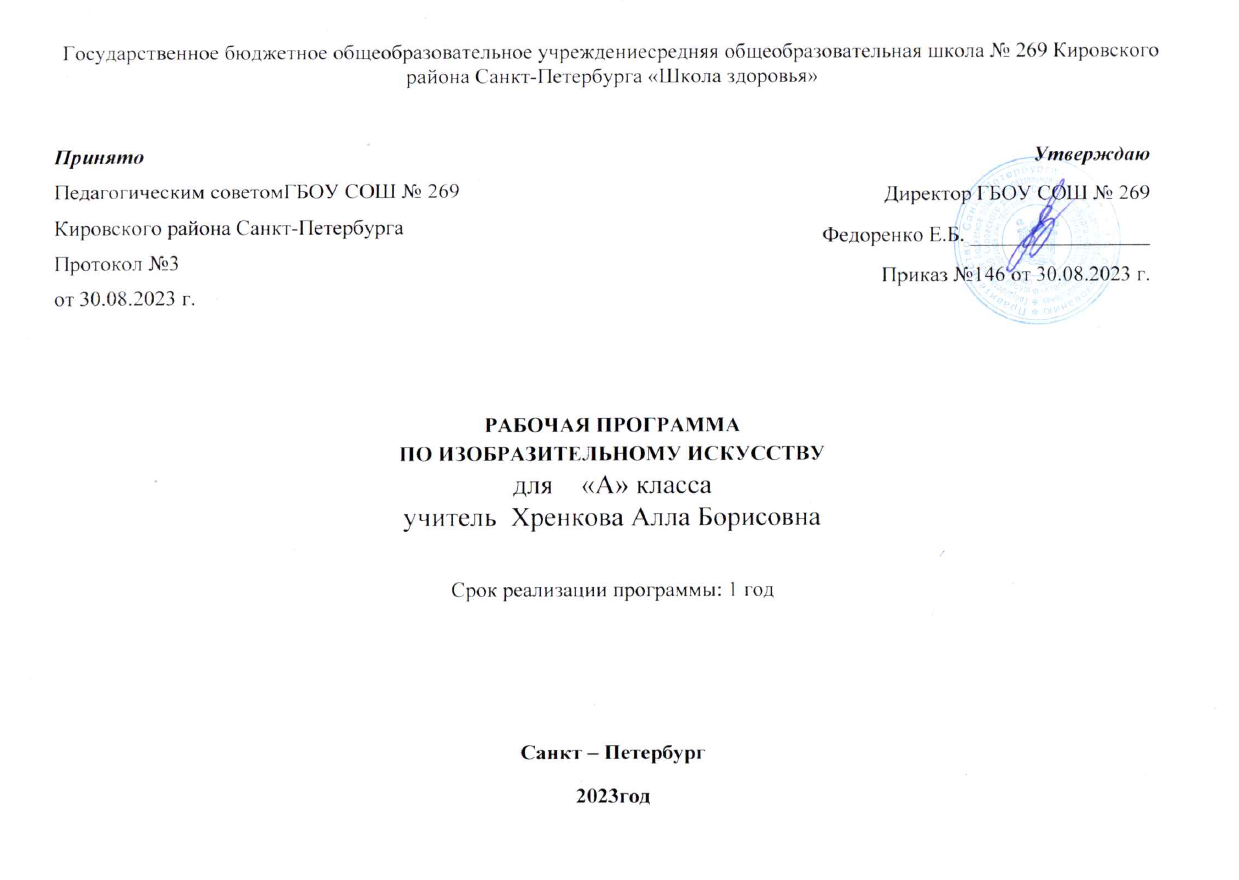 Государственное бюджетное общеобразовательное учреждениесредняя общеобразовательная школа № 269 Кировского
района Санкт-Петербурга «Школа здоровья»
Принято
Педагогическим советомГБОУ СОШ № 269
Кировского района Санкт-Петербурга
Протокол №3
от 30.08.2023 г.
Утверждаю
Директор ГБОУ СОШ № 269
Федоренко Е.Б. _________________
Приказ №146 от 30.08.2023 г.
РАБОЧАЯ ПРОГРАММА
ПО ИЗОБРАЗИТЕЛЬНОМУ ИСКУССТВУ
для «А» класса
учитель Хренкова Алла Борисовна
Срок реализации программы: 1 год
Санкт – Петербург
2023год